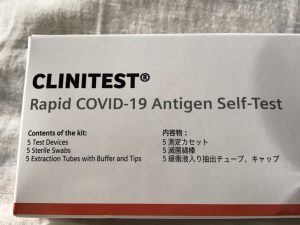 CLINITEST®
Rapid COVID-19 Antigen Self-Test
Contents of the kit:
5 Test Devices
5 Sterile Swabs
5 Extraction Tubes with Buffer and Tips
内容物：
5 測定カセット
5 滅菌綿棒
5 緩衝液入り抽出チューブ、キャップ